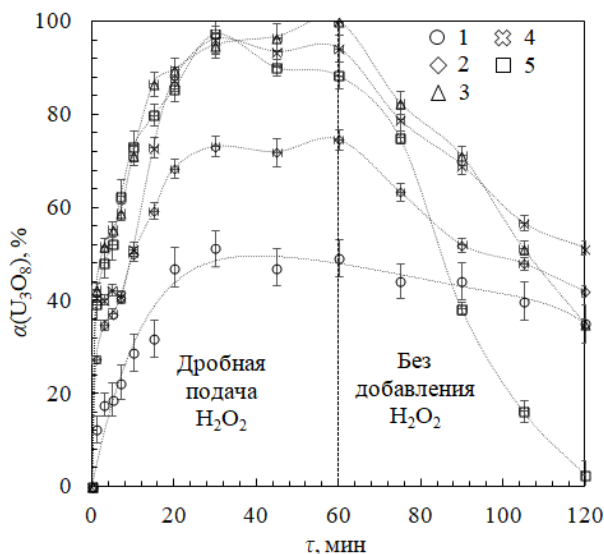 α(U₃O₈), %
100
80
60
40
20
0
1 4
2 5
3
Дробная
подача
H₂O₂
Без
добавления
H₂O₂
0 20 40 60 80 100 120
τ, мин